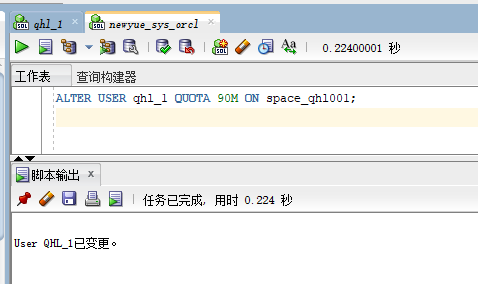 qhl_1 newyue_sys_orcl
0.22400001 秒
工作表 查询构建器
ALTER USER qhl_1 QUOTA 90M ON space_qhl001;
脚本输出 x
任务已完成, 用时 0.224 秒
User QHL_1已变更。